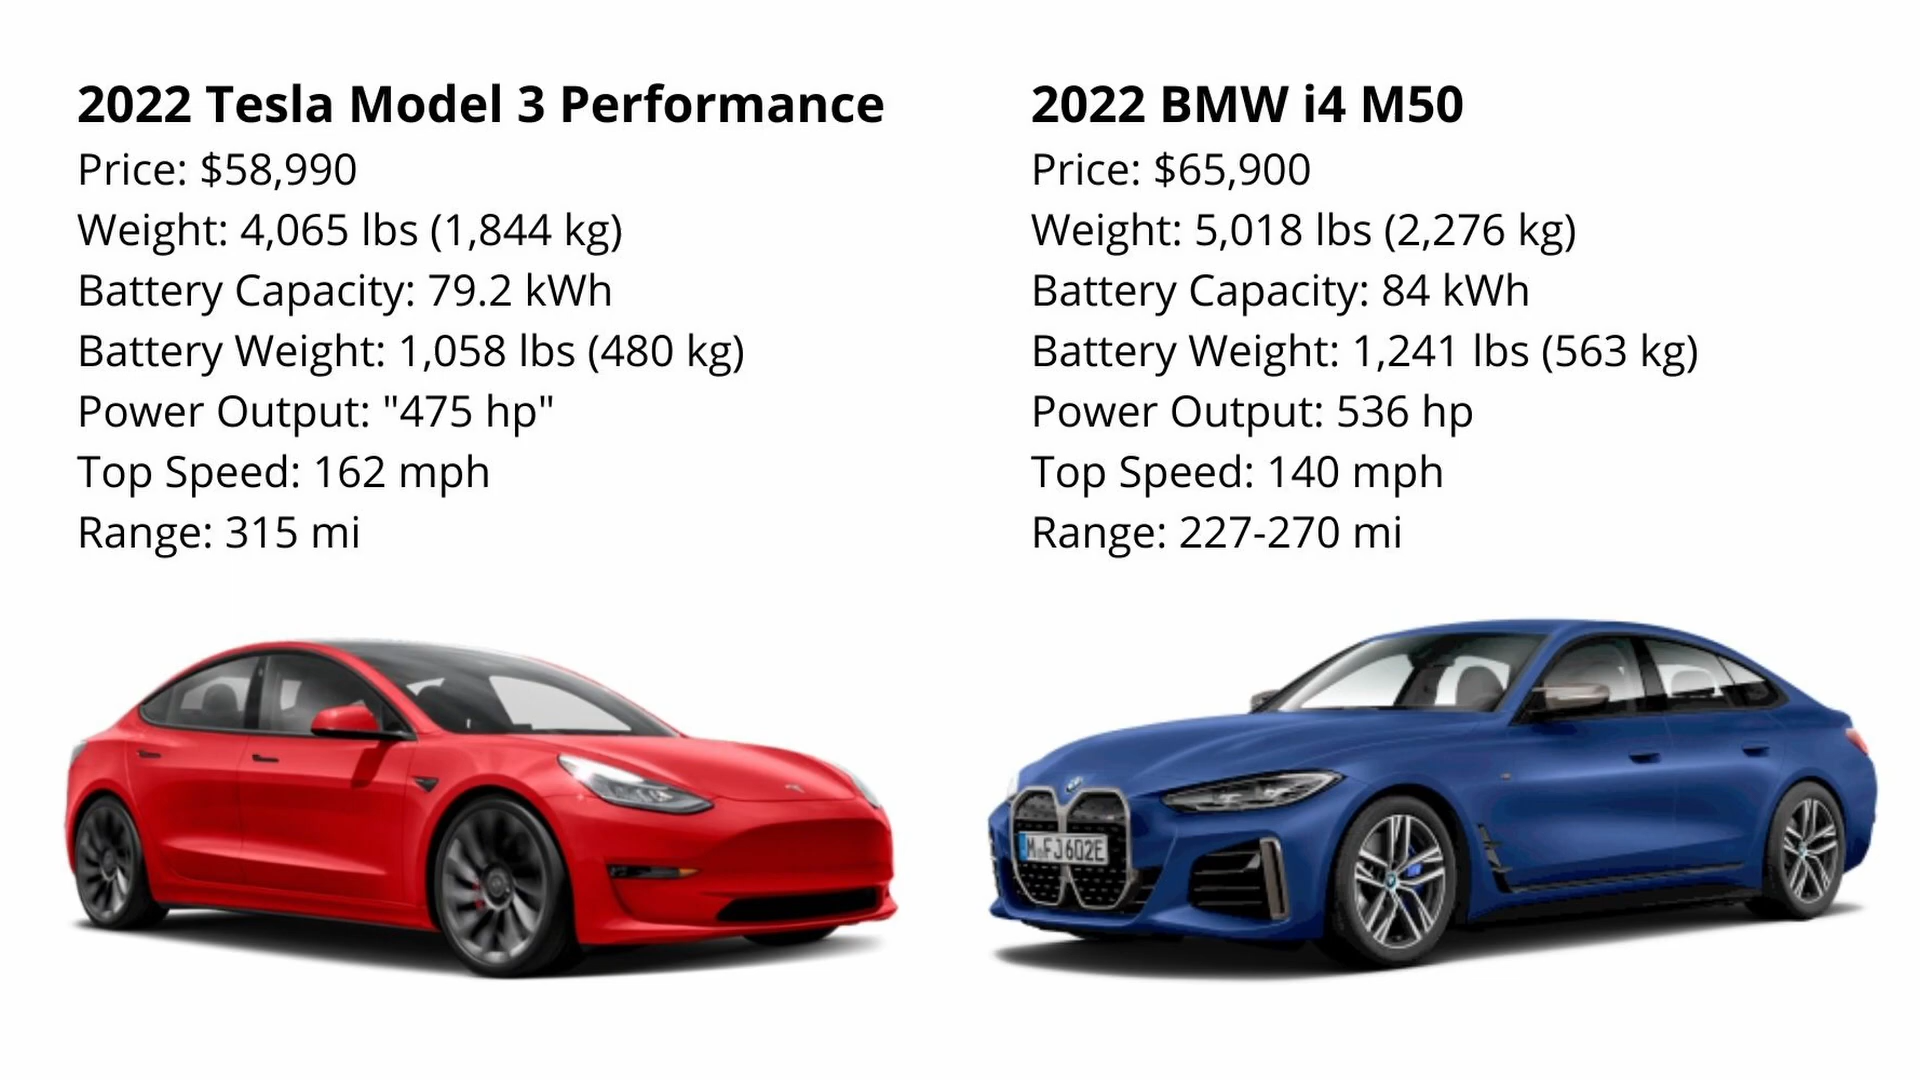 2022 Tesla Model 3 Performance
Price: $58,990
Weight: 4,065 lbs (1,844 kg)
Battery Capacity: 79.2 kWh
Battery Weight: 1,058 lbs (480 kg)
Power Output: "475 hp"
Top Speed: 162 mph
Range: 315 mi
2022 BMW i4 M50
Price: $65,900
Weight: 5,018 lbs (2,276 kg)
Battery Capacity: 84 kWh
Battery Weight: 1,241 lbs (563 kg)
Power Output: 536 hp
Top Speed: 140 mph
Range: 227-270 mi
M FJ602E